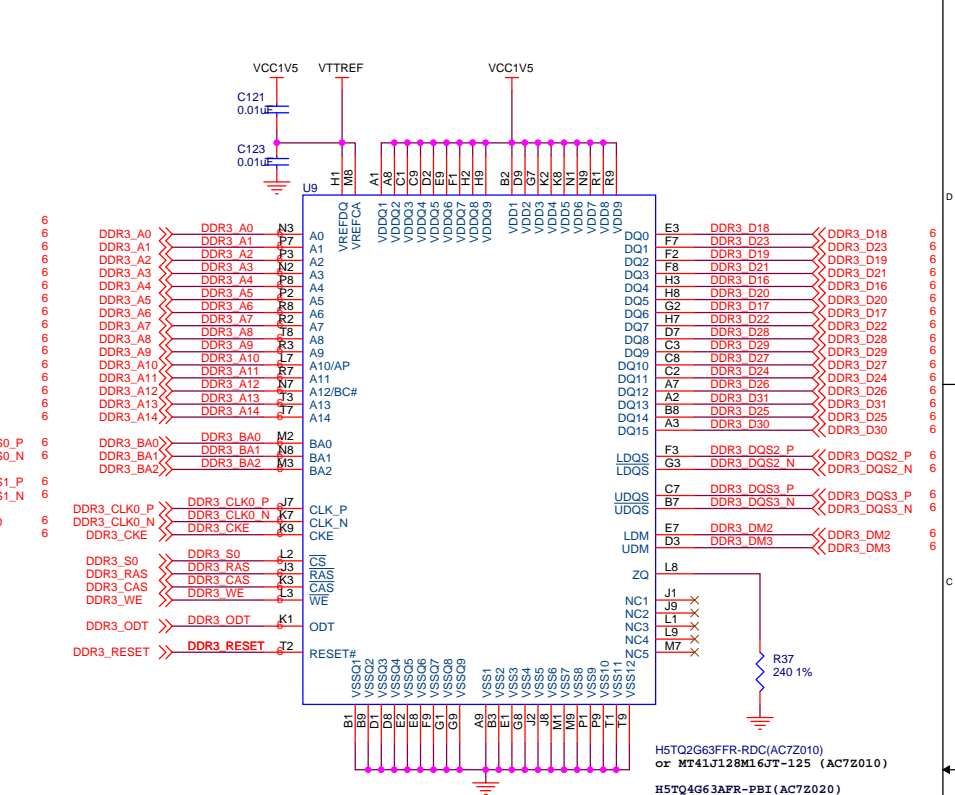 VCC1V5 VTTREF VCC1V5
C121
0.01uF
C123
0.01uF
H1 M8 A1 A8 C1 C9 D2 E9 F1 H2 H9 B2 D9 G7 K2 K8 N1 N9 R1 R9
U9
VREFDQ VREFCA VDDQ1 VDDQ2 VDDQ3 VDDQ4 VDDQ5 VDDQ6 VDDQ7 VDDQ8 VDDQ9 VDD1 VDD2 VDD3 VDD4 VDD5 VDD6 VDD7 VDD8 VDD9
D
6
6 DDR3_A0 DDR3_A0 N3 A0 DQ0 E3 DDR3_D18 DDR3_D18 6
6 DDR3_A1 DDR3_A1 P7 A1 DQ1 F7 DDR3_D23 DDR3_D23 6
6 DDR3_A2 DDR3_A2 P3 A2 DQ2 F2 DDR3_D19 DDR3_D19 6
6 DDR3_A3 DDR3_A3 N2 A3 DQ3 F8 DDR3_D21 DDR3_D21 6
6 DDR3_A4 DDR3_A4 P8 A4 DQ4 H3 DDR3_D16 DDR3_D16 6
6 DDR3_A5 DDR3_A5 P2 A5 DQ5 H8 DDR3_D20 DDR3_D20 6
6 DDR3_A6 DDR3_A6 R8 A6 DQ6 G2 DDR3_D17 DDR3_D17 6
6 DDR3_A7 DDR3_A7 R2 A7 DQ7 H7 DDR3_D22 DDR3_D22 6
6 DDR3_A8 DDR3_A8 T8 A8 DQ8 D7 DDR3_D28 DDR3_D28 6
6 DDR3_A9 DDR3_A9 R3 A9 DQ9 C3 DDR3_D29 DDR3_D29 6
6 DDR3_A10 DDR3_A10 L7 A10/AP DQ10 C8 DDR3_D27 DDR3_D27 6
6 DDR3_A11 DDR3_A11 R7 A11 DQ11 C2 DDR3_D24 DDR3_D24 6
6 DDR3_A12 DDR3_A12 N7 A12/BC# DQ12 A7 DDR3_D26 DDR3_D26 6
6 DDR3_A13 DDR3_A13 T3 A13 DQ13 A2 DDR3_D31 DDR3_D31 6
6 DDR3_A14 DDR3_A14 T7 A14 DQ14 B8 DDR3_D25 DDR3_D25 6
DQ15 A3 DDR3_D30 DDR3_D30 6
S0_P 6 DDR3_BA0 DDR3_BA0 M2 BA0
S0_N 6 DDR3_BA1 DDR3_BA1 N8 BA1 LDQS F3 DDR3_DQS2_P DDR3_DQS2_P 6
DDR3_BA2 DDR3_BA2 M3 BA2 LDQS G3 DDR3_DQS2_N DDR3_DQS2_N 6
S1_P 6
S1_N 6 UDQS C7 DDR3_DQS3_P DDR3_DQS3_P 6
DDR3_CLK0_P DDR3_CLK0_P J7 CLK_P UDQS B7 DDR3_DQS3_N DDR3_DQS3_N 6
6 DDR3_CLK0_N DDR3_CLK0_N K7 CLK_N
6 DDR3_CKE DDR3_CKE K9 CKE LDM E7 DDR3_DM2 DDR3_DM2 6
UDM D3 DDR3_DM3 DDR3_DM3 6
DDR3_S0 DDR3_S0 L2 CS
DDR3_RAS DDR3_RAS J3 RAS ZQ L8
DDR3_CAS DDR3_CAS K3 CAS
C
DDR3_WE DDR3_WE L3 WE NC1 J1
NC2 J9
DDR3_ODT DDR3_ODT K1 ODT NC3 L1
NC4 L9
DDR3_RESET DDR3_RESET T2 RESET# NC5 M7
R37
240 1%
VSSQ1 VSSQ2 VSSQ3 VSSQ4 VSSQ5 VSSQ6 VSSQ7 VSSQ8 VSSQ9 VSS1 VSS2 VSS3 VSS4 VSS5 VSS6 VSS7 VSS8 VSS9 VSS10 VSS11 VSS12
B1 B9 D1 D8 E2 E8 F9 G1 G9 A9 B3 E1 G8 J2 J8 M1 M9 P1 P9 T1 T9
H5TQ2G63FFR-RDC(AC7Z010)
or MT41J128M16JT-125 (AC7Z010)
H5TQ4G63AFR-PBI(AC7Z020)